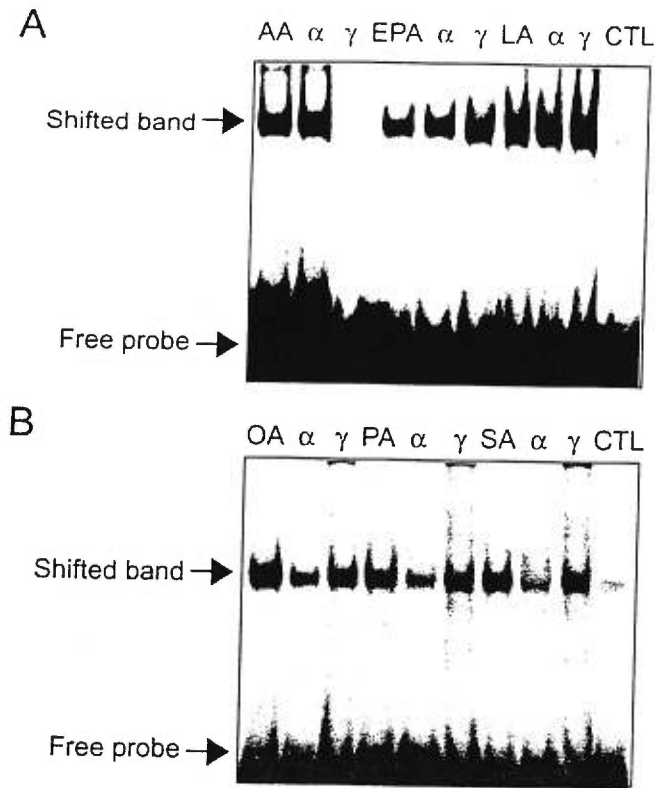 A
AA α γ EPA α γ LA α γ CTL
Shifted band
Free probe
B
OA α γ PA α γ SA α γ CTL
Shifted band
Free probe